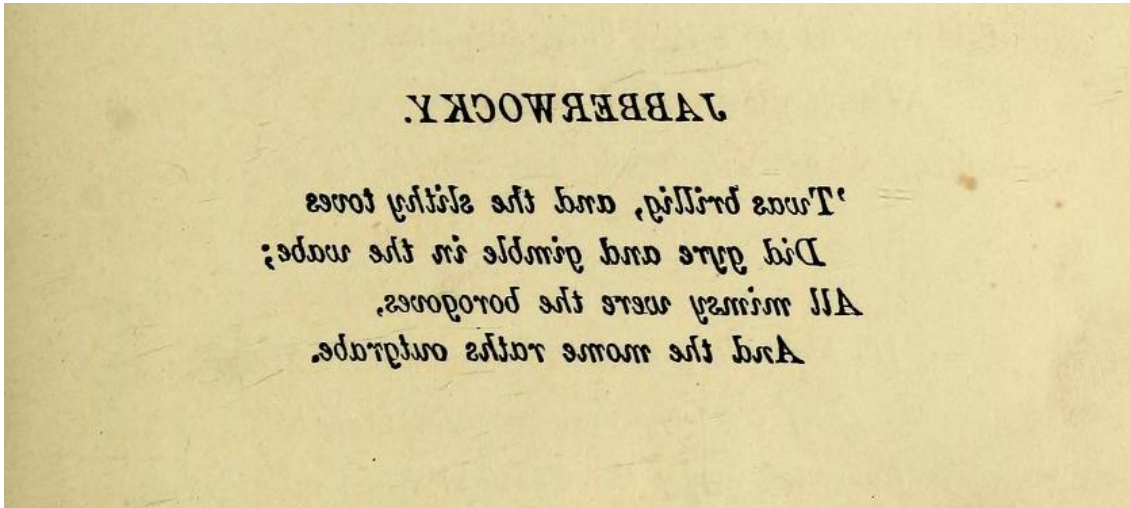 JABBERWOCKY.
’Twas brillig, and the slithy toves
Did gyre and gimble in the wabe;
All mimsy were the borogoves,
And the mome raths outgrabe.